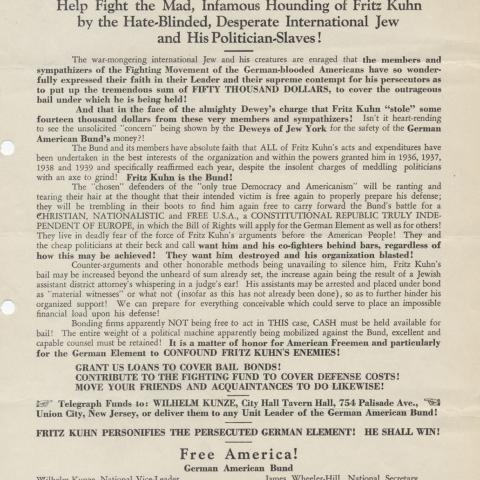 Help Fight the Mad, Infamous Hounding of Fritz Kuhn
by the Hate-Blinded, Desperate International Jew
and His Politician-Slaves!
The war-mongering international Jew and his creatures are enraged that the members and
sympathizers of the Fighting Movement of the German-blooded Americans have so wonder-
fully expressed their faith in their Leader and their supreme contempt for his persecutors as
to put up the tremendous sum of FIFTY THOUSAND DOLLARS, to cover the outrageous
bail under which he is being held!
And that in the face of the almighty Dewey's charge that Fritz Kuhn "stole" some
fourteen thousand dollars from these very members and sympathizers! Isn't it heart-rending
to see the unsolicited "concern" being shown by the Deweys of Jew York for the safety of the German
American Bund's money?!
The Bund and its members have absolute faith that ALL of Fritz Kuhn's acts and expenditures have
been undertaken in the best interests of the organization and within the powers granted him in 1936, 1937,
1938 and 1939 and specifically reaffirmed each year, despite the insolent charges of meddling politicians
with an axe to grind! Fritz Kuhn is the Bund!
The "chosen" defenders of the "only true Democracy and Americanism" will be ranting and
tearing their hair at the thought that their intended victim is free again to properly prepare his defense;
they will be trembling in their boots to find him again free to carry forward the Bund's battle for a
CHRISTIAN, NATIONALISTIC and FREE U.S.A., a CONSTITUTIONAL REPUBLIC TRULY INDE-
PENDENT OF EUROPE, in which the Bill of Rights will apply for the German Element as well as for others!
They live in deadly fear of the force of Fritz Kuhn's arguments before the American People! They and
the cheap politicians at their beck and call want him and his co-fighters behind bars, regardless of
how this may be achieved! They want him destroyed and his organization blasted!
Counter-arguments and other honorable means being unavailing to silence him, Fritz Kuhn's
bail may be increased beyond the unheard of sum already set, the increase again being the result of a Jewish
assistant district attorney's whispering in a judge's ear! His assistants may be arrested and placed under bond
as "material witnesses" or what not (insofar as this has not already been done), so as to further hinder his
organized support! We can prepare for everything conceivable which could serve to place an impossible
financial load upon his defense!
Bonding firms apparently NOT being free to act in THIS case, CASH must be held available for
bail! The entire weight of a political machine apparently being mobilized against the Bund, excellent and
capable counsel must be retained! It is a matter for honor for American Freemen and particularly
for the German Element to CONFOUND FRITZ KUHN'S ENEMIES!
GRANT US LOANS TO COVER BAIL BONDS!
CONTRIBUTE TO THE FIGHTING FUND TO COVER DEFENSE COSTS!
MOVE YOUR FRIENDS AND ACQUAINTANCES TO DO LIKEWISE!
Telegraph Funds to: WILHELM KUNZE, City Hall Tavern Hall, 754 Palisade Ave.,
Union City, New Jersey, or deliver them to any Unit Leader of the German American Bund!
FRITZ KUHN PERSONIFIES THE PERSECUTED GERMAN ELEMENT! HE SHALL WIN!
Free America!
German American Bund
Wilhelm Kunze, National Vice-Leader James Wheeler-Hill, National Secretary